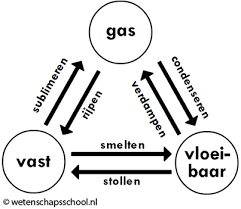 gas
sublimeren
rijpen
condenseren
verdampen
vast
smelten
stollen
vloei-
baar
© wetenschapsschool.nl